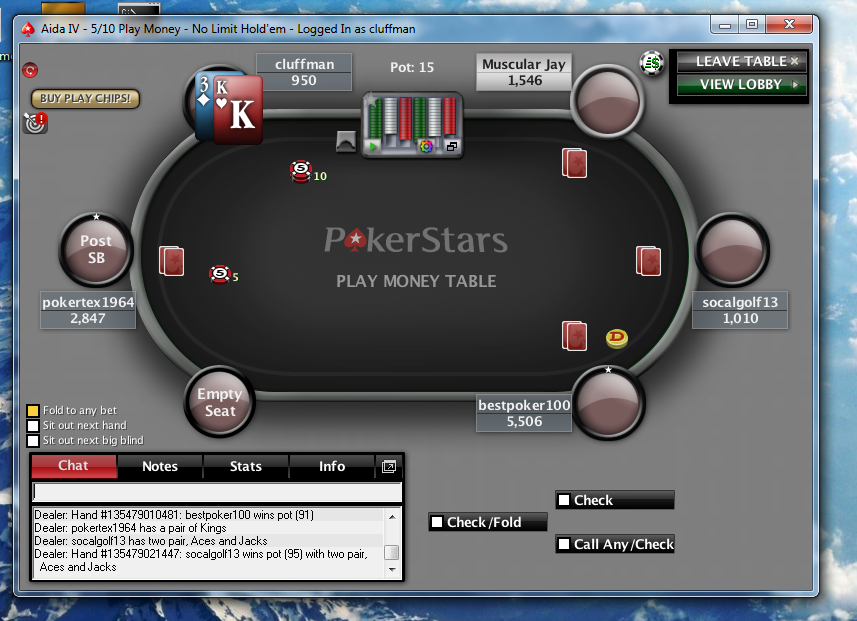 Aida IV - 5/10 Play Money - No Limit Hold'em - Logged In as cluffman
cluffman
950
Pot: 15
Muscular Jay
1,546
LEAVE TABLE
VIEW LOBBY
BUY PLAY CHIPS!
3
K
K
10
Post
SB
pokertex1964
2,847
5
PokerStars
PLAY MONEY TABLE
socalgolf13
1,010
D
Empty
Seat
bestpoker100
5,506
Fold to any bet
Sit out next hand
Sit out next big blind
Chat
Notes
Stats
Info
Dealer: Hand #135479010481: bestpoker100 wins pot (91)
Dealer: pokertex1964 has a pair of Kings
Dealer: socalgolf13 has two pair, Aces and Jacks
Dealer: Hand #135479021447: socalgolf13 wins pot (95) with two pair,
Aces and Jacks
Check/Fold
Check
Call Any/Check